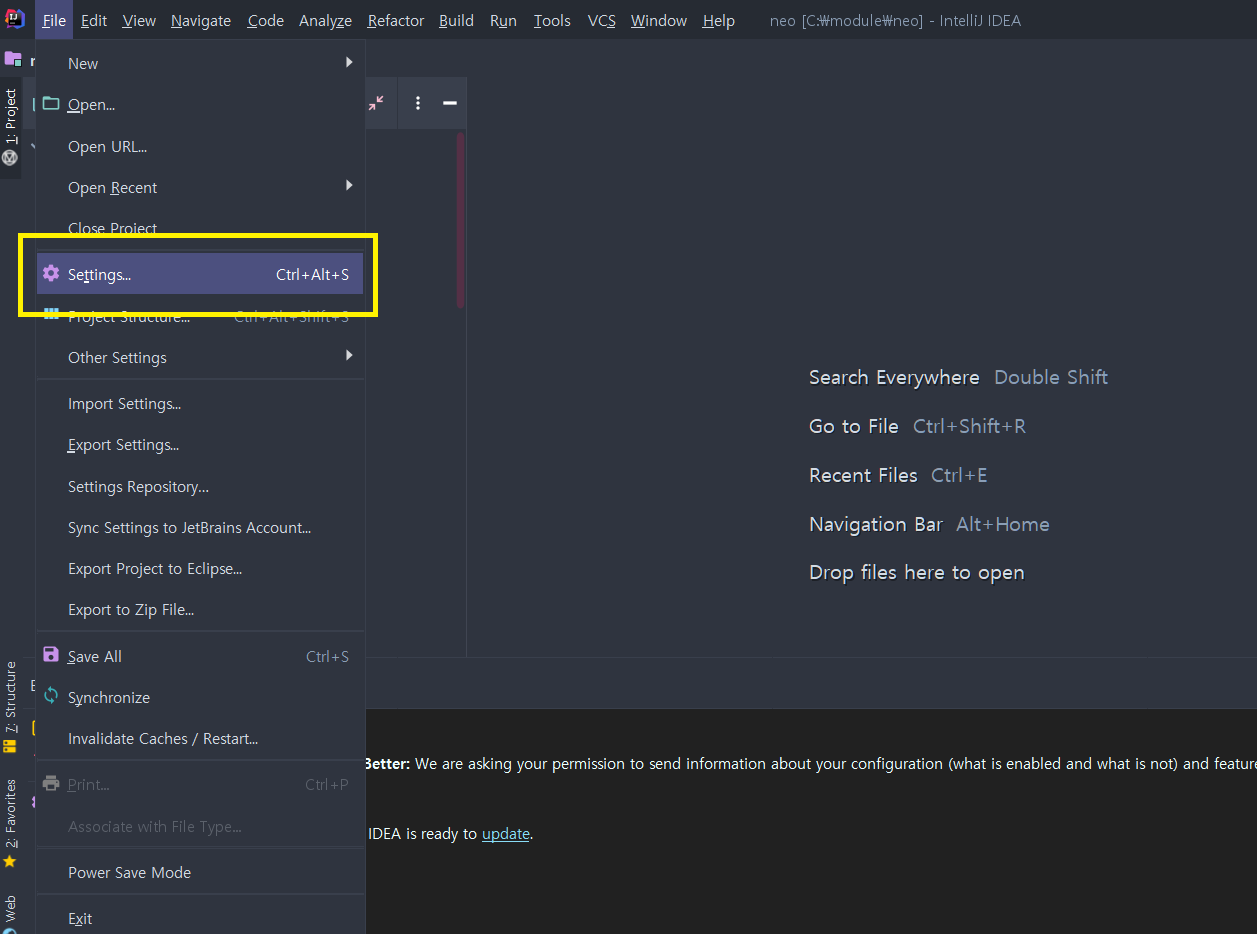 File Edit View Navigate Code Analyze Refactor Build Run Tools VCS Window Help neo [C:₩module₩neo] - IntelliJ IDEA
New
Open...
Open URL...
Open Recent
Close Project
Settings... Ctrl+Alt+S
Project Structure... Ctrl+Alt+Shift+S
Other Settings
Import Settings...
Export Settings...
Settings Repository...
Sync Settings to JetBrains Account...
Export Project to Eclipse...
Export to Zip File...
Save All Ctrl+S
Synchronize
Invalidate Caches / Restart...
Print... Ctrl+P
Associate with File Type...
Power Save Mode
Exit
1: Project
7: Structure
2: Favorites
Web
Search Everywhere Double Shift
Go to File Ctrl+Shift+R
Recent Files Ctrl+E
Navigation Bar Alt+Home
Drop files here to open
Better: We are asking your permission to send information about your configuration (what is enabled and what is not) and feature
IDEA is ready to update.